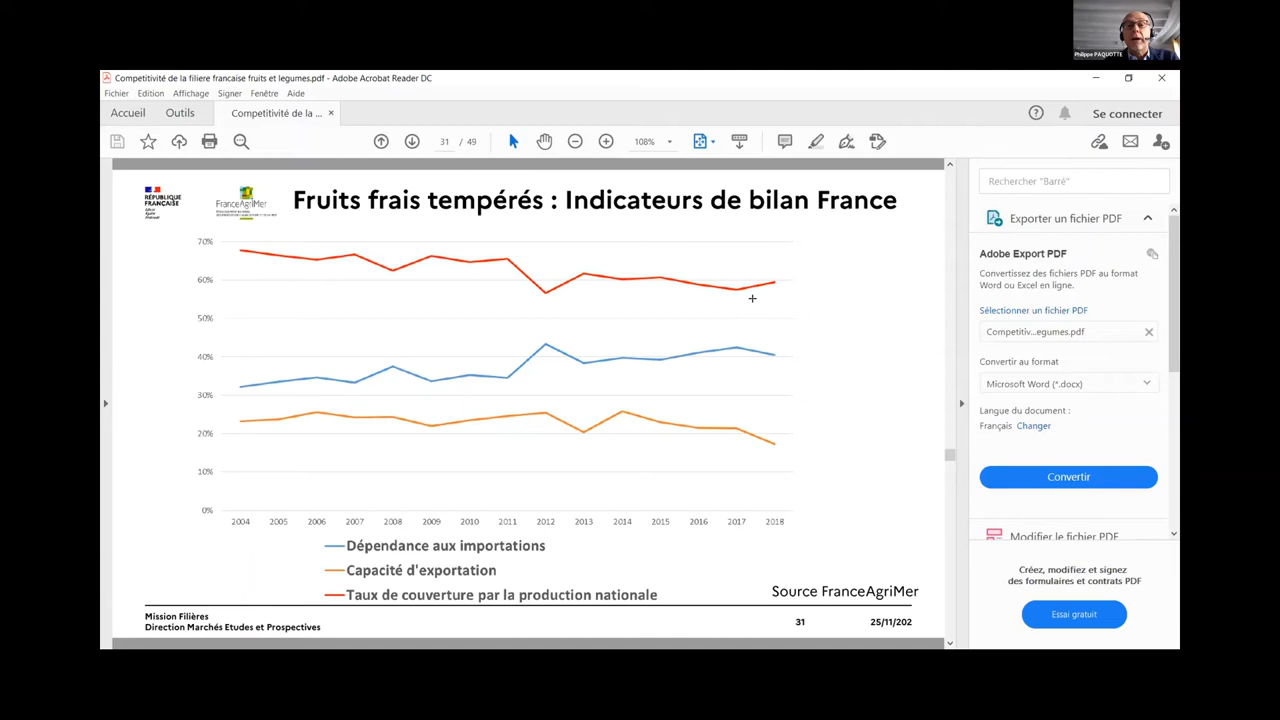 Philippe PAQUOTTE
Competitivité de la filiere francaise fruits et legumes.pdf - Adobe Acrobat Reader DC
Fichier Edition Affichage Signer Fenêtre Aide
Accueil Outils Competitivité de la ... × Se connecter
31 / 49 108%
RÉPUBLIQUE
FRANÇAISE
Liberté
Égalité
Fraternité
FranceAgriMer
Fruits frais tempérés : Indicateurs de bilan France
70%
60%
50%
40%
30%
20%
10%
0%
2004 2005 2006 2007 2008 2009 2010 2011 2012 2013 2014 2015 2016 2017 2018
Dépendance aux importations
Capacité d'exportation
Taux de couverture par la production nationale
Source FranceAgriMer
Mission Filières
Direction Marchés Etudes et Prospectives
31 25/11/202
Rechercher "Barré"
Exporter un fichier PDF
Adobe Export PDF
Convertissez des fichiers PDF au format
Word ou Excel en ligne.
Sélectionner un fichier PDF
Competitiv...egumes.pdf
Convertir au format
Microsoft Word (*.docx)
Langue du document :
Français Changer
Convertir
Modifier le fichier PDF
Créez, modifiez et signez
des formulaires et contrats PDF
Essai gratuit